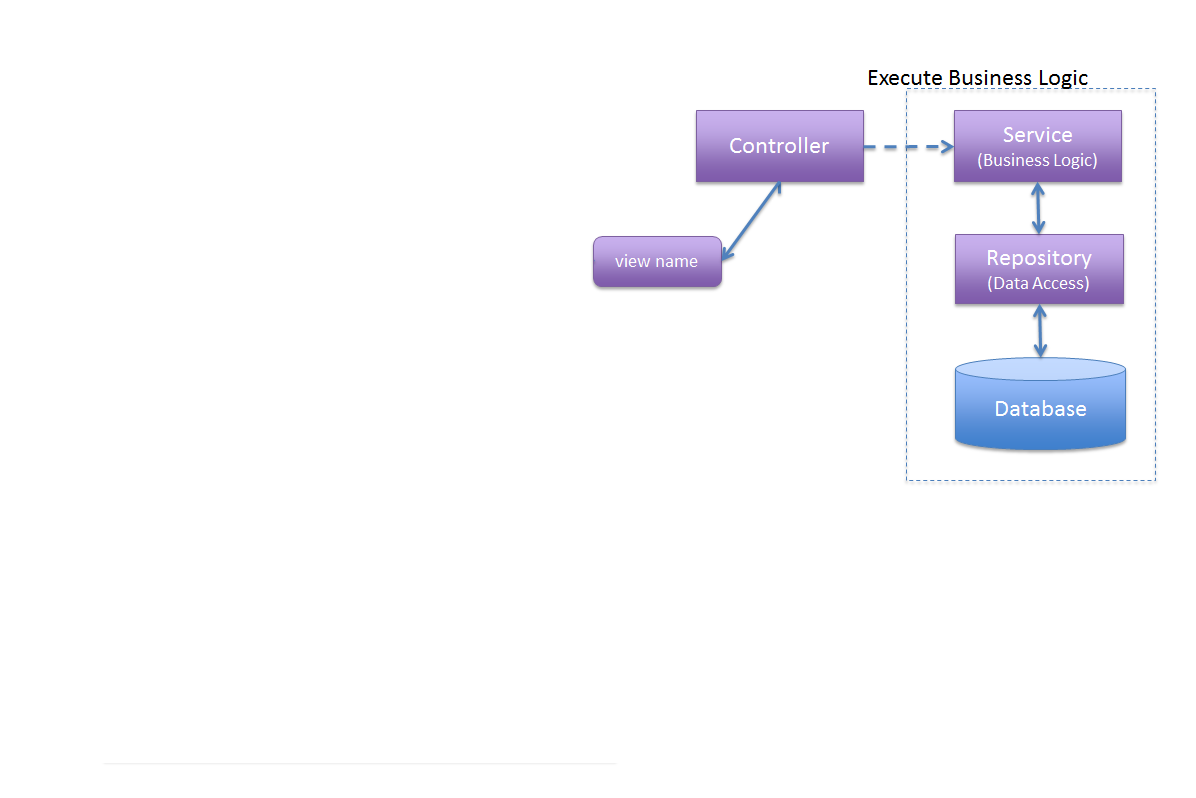 Execute Business Logic
Controller
Service
(Business Logic)
view name
Repository
(Data Access)
Database